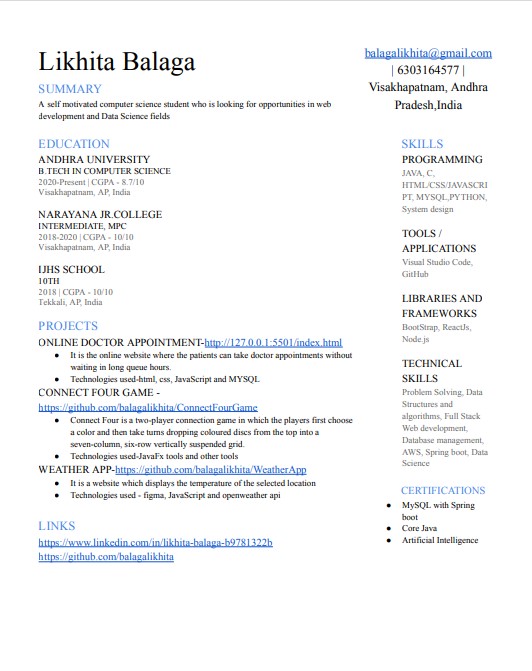 Likhita Balaga
SUMMARY
A self motivated computer science student who is looking for opportunities in web
development and Data Science fields
balagalikhita@gmail.com
| 6303164577 |
Visakhapatnam, Andhra
Pradesh,India
EDUCATION
ANDHRA UNIVERSITY
B.TECH IN COMPUTER SCIENCE
2020-Present | CGPA - 8.7/10
Visakhapatnam, AP, India
NARAYANA JR.COLLEGE
INTERMEDIATE, MPC
2018-2020 | CGPA - 10/10
Visakhapatnam, AP, India
IJHS SCHOOL
10TH
2018 | CGPA - 10/10
Tekkali, AP, India
PROJECTS
ONLINE DOCTOR APPOINTMENT-http://127.0.0.1:5501/index.html
● It is the online website where the patients can take doctor appointments without
waiting in long queue hours.
● Technologies used-html, css, JavaScript and MYSQL
CONNECT FOUR GAME -
https://github.com/balagalikhita/ConnectFourGame
● Connect Four is a two-player connection game in which the players first choose
a color and then take turns dropping coloured discs from the top into a
seven-column, six-row vertically suspended grid.
● Technologies used-JavaFx tools and other tools
WEATHER APP-https://github.com/balagalikhita/WeatherApp
● It is a website which displays the temperature of the selected location
● Technologies used - figma, JavaScript and openweather api
LINKS
https://www.linkedin.com/in/likhita-balaga-b9781322b
https://github.com/balagalikhita
SKILLS
PROGRAMMING
JAVA, C,
HTML/CSS/JAVASCRI
PT, MYSQL,PYTHON,
System design
TOOLS /
APPLICATIONS
Visual Studio Code,
GitHub
LIBRARIES AND
FRAMEWORKS
BootStrap, ReactJs,
Node.js
TECHNICAL
SKILLS
Problem Solving, Data
Structures and
algorithms, Full Stack
Web development,
Database management,
AWS, Spring boot, Data
Science
CERTIFICATIONS
● MySQL with Spring
boot
● Core Java
● Artificial Intelligence